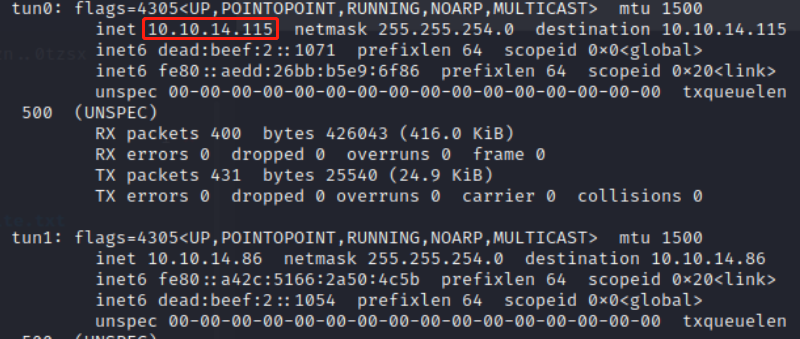 tun0: flags=4305<UP,POINTOPOINT,RUNNING,NOARP,MULTICAST>  mtu 1500
inet 10.10.14.115  netmask 255.255.254.0  destination 10.10.14.115
inet6 dead:beef:2::1071  prefixlen 64  scopeid 0×0<global>
inet6 fe80::aedd:26bb:b5e9:6f86  prefixlen 64  scopeid 0×20<link>
unspec 00-00-00-00-00-00-00-00-00-00-00-00-00-00-00-00  txqueuelen
500  (UNSPEC)
RX packets 400  bytes 426043 (416.0 KiB)
RX errors 0  dropped 0  overruns 0  frame 0
TX packets 431  bytes 25540 (24.9 KiB)
TX errors 0  dropped 0 overruns 0  carrier 0  collisions 0
tun1: flags=4305<UP,POINTOPOINT,RUNNING,NOARP,MULTICAST>  mtu 1500
inet 10.10.14.86  netmask 255.255.254.0  destination 10.10.14.86
inet6 fe80::a42c:5166:2a50:4c5b  prefixlen 64  scopeid 0×20<link>
inet6 dead:beef:2::1054  prefixlen 64  scopeid 0×0<global>
unspec 00-00-00-00-00-00-00-00-00-00-00-00-00-00-00-00  txqueuelen
500  (UNSPEC)